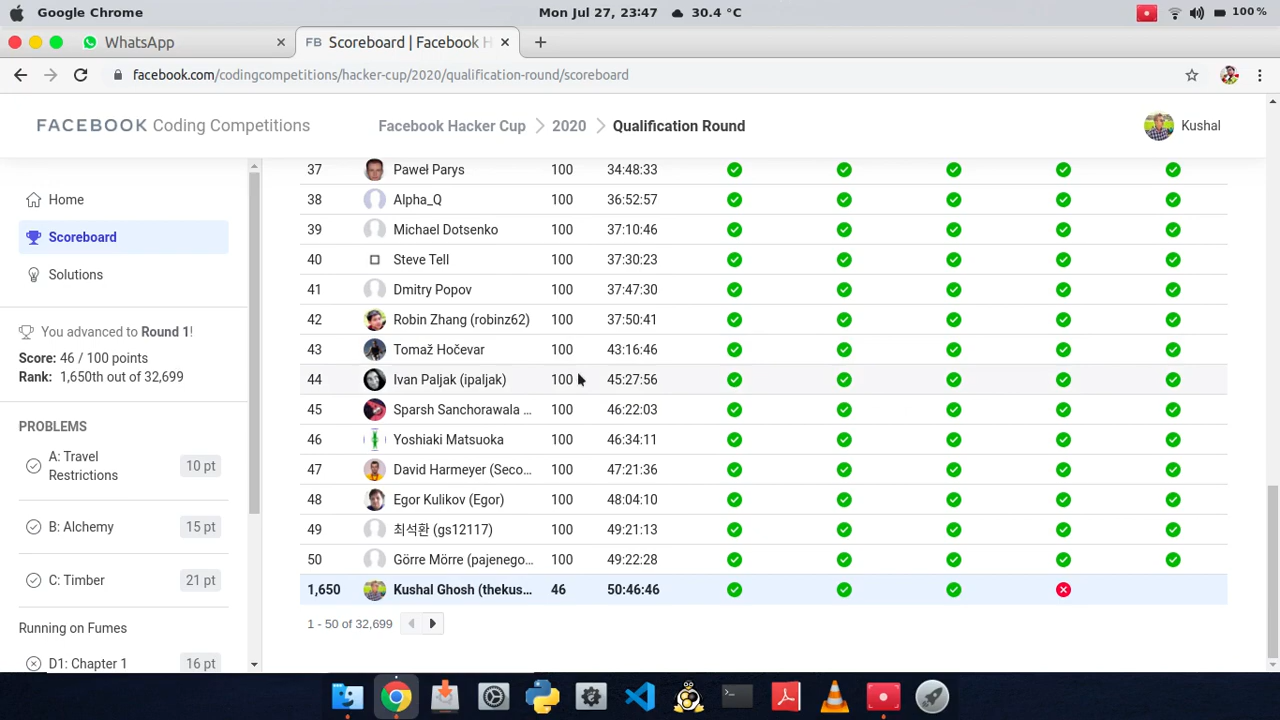 Google Chrome
Mon Jul 27, 23:47
30.4 °C
100 %
WhatsApp
FB Scoreboard | Facebook H
facebook.com/codingcompetitions/hacker-cup/2020/qualification-round/scoreboard
FACEBOOK Coding Competitions
Facebook Hacker Cup
2020
Qualification Round
Kushal
Home
Scoreboard
Solutions
You advanced to Round 1!
Score: 46 / 100 points
Rank: 1,650th out of 32,699
PROBLEMS
A: Travel
Restrictions
10 pt
B: Alchemy
15 pt
C: Timber
21 pt
Running on Fumes
D1: Chapter 1
16 pt
37 Paweł Parys 100 34:48:33
38 Alpha_Q 100 36:52:57
39 Michael Dotsenko 100 37:10:46
40 Steve Tell 100 37:30:23
41 Dmitry Popov 100 37:47:30
42 Robin Zhang (robinz62) 100 37:50:41
43 Tomaž Hočevar 100 43:16:46
44 Ivan Paljak (ipaljak) 100 45:27:56
45 Sparsh Sanchorawala ... 100 46:22:03
46 Yoshiaki Matsuoka 100 46:34:11
47 David Harmeyer (Seco... 100 47:21:36
48 Egor Kulikov (Egor) 100 48:04:10
49 최석환 (gs12117) 100 49:21:13
50 Görre Mörre (pajenego... 100 49:22:28
1,650 Kushal Ghosh (thekus... 46 50:46:46
1 - 50 of 32,699